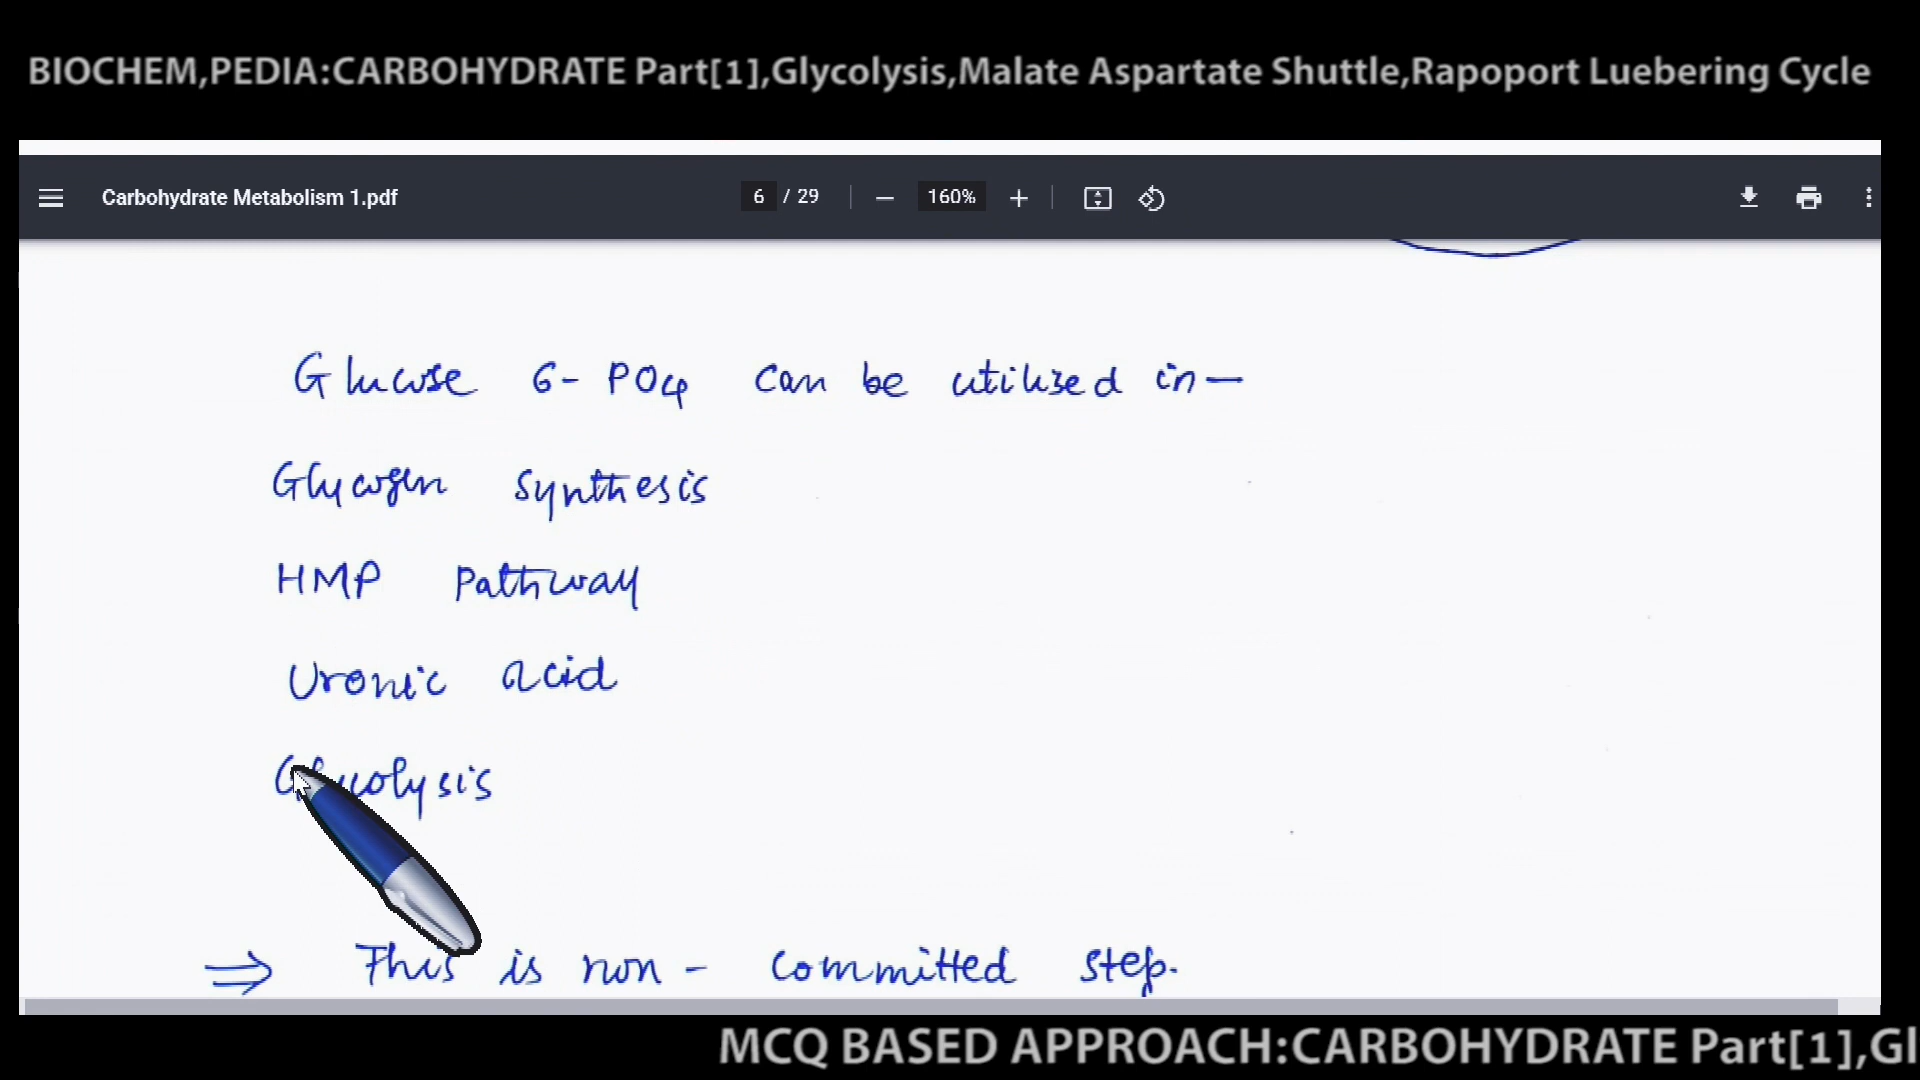 BIOCHEM,PEDIA:CARBOHYDRATE Part[1],Glycolysis,Malate Aspartate Shuttle,Rapoport Luebering Cycle
Carbohydrate Metabolism 1.pdf 6 / 29 — 160% +
Glucose 6- PO4 can be utilized in—
Glycogen Synthesis
HMP Pathway
Uronic acid
Glycolysis
⇒ This is non - committed step.
MCQ BASED APPROACH:CARBOHYDRATE Part[1],Gl